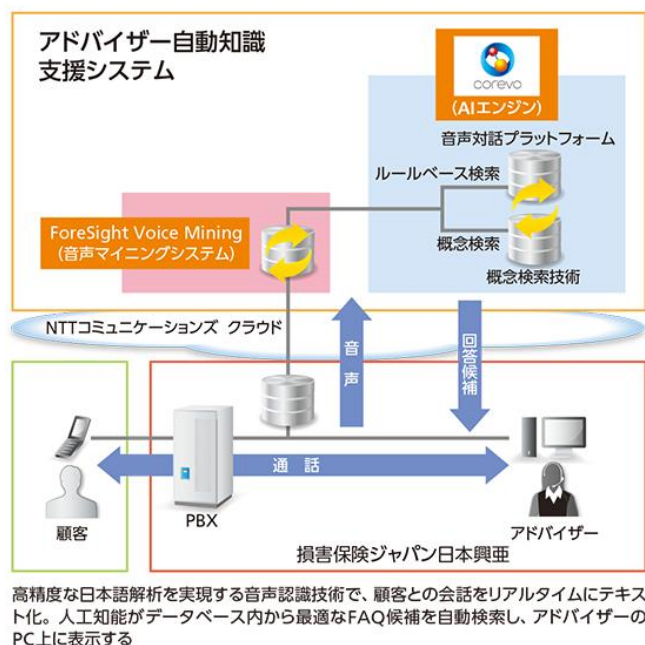 アドバイザー自動知識
支援システム
corevo
(AIエンジン)
音声対話プラットフォーム
ルールベース検索
ForeSight Voice Mining
(音声マイニングシステム)
概念検索
概念検索技術
NTTコミュニケーションズ クラウド
音声
回答候補
通話
顧客
PBX
アドバイザー
損害保険ジャパン日本興亜
高精度な日本語解析を実現する音声認識技術で、顧客との会話をリアルタイムにテキス
ト化。人工知能がデータベース内から最適なFAQ候補を自動検索し、アドバイザーの
PC上に表示する